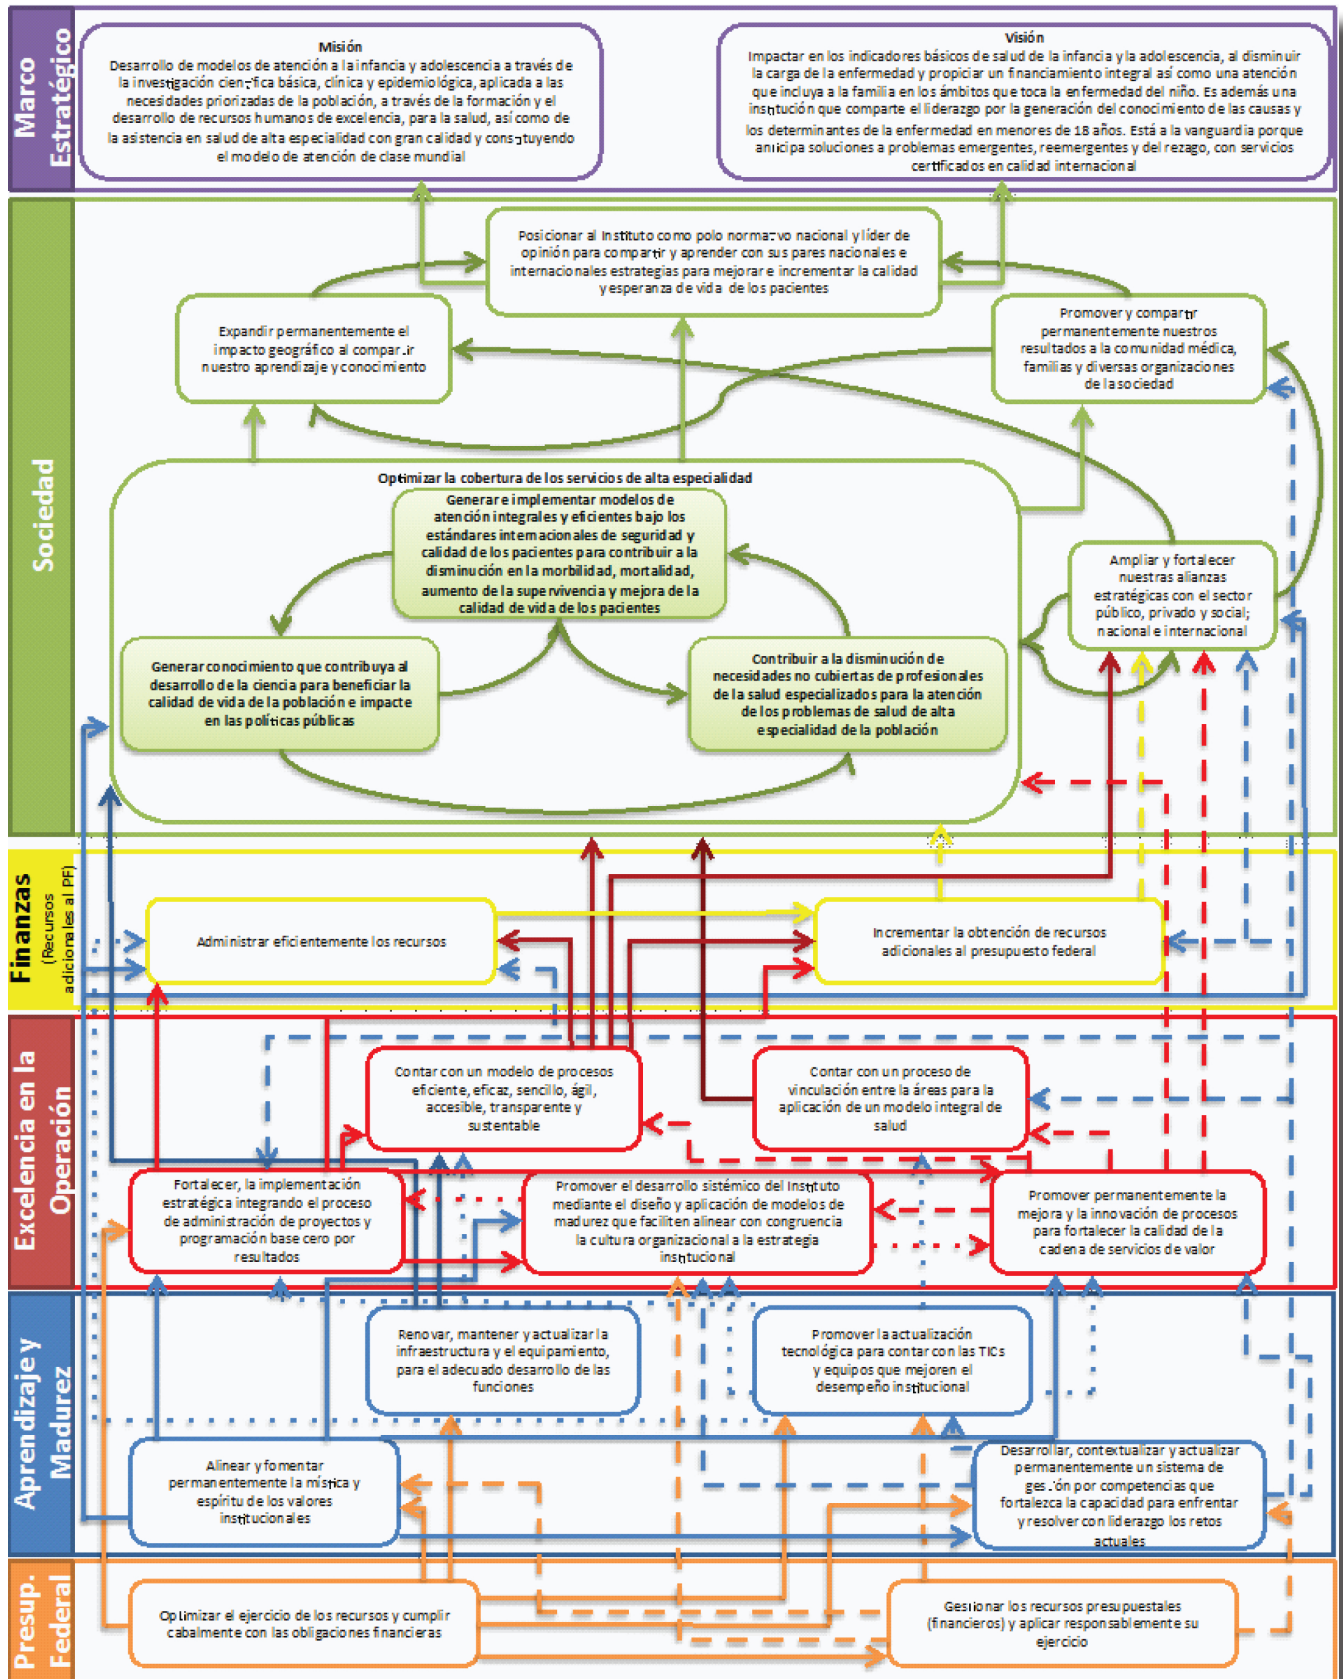 Marco
Estratégico
Misión
Desarrollo de modelos de atención a la infancia y adolescencia a través de
la investigación científica básica, clínica y epidemiológica, aplicada a las
necesidades priorizadas de la población, a través de la formación y el
desarrollo de recursos humanos de excelencia, para la salud, así como de
la asistencia en salud de alta especialidad con gran calidad y constituyendo
el modelo de atención de clase mundial
Visión
Impactar en los indicadores básicos de salud de la infancia y la adolescencia, al disminuir
la carga de la enfermedad y propiciar un financiamiento integral así como una atención
que incluya a la familia en los ámbitos que toca la enfermedad del niño. Es además una
institución que comparte el liderazgo por la generación del conocimiento de las causas y
los determinantes de la enfermedad en menores de 18 años. Está a la vanguardia porque
anticipa soluciones a problemas emergentes, reemergentes y del rezago, con servicios
certificados en calidad internacional
Sociedad
Posicionar al Instituto como polo normativo nacional y líder de
opinión para compartir y aprender con sus pares nacionales e
internacionales estrategias para mejorar e incrementar la calidad
y esperanza de vida de los pacientes
Expandir permanentemente el
impacto geográfico al compartir
nuestro aprendizaje y conocimiento
Promover y compartir
permanentemente nuestros
resultados a la comunidad médica,
familias y diversas organizaciones
de la sociedad
Optimizar la cobertura de los servicios de alta especialidad
Generar e implementar modelos de
atención integrales y eficientes bajo los
estándares internacionales de seguridad y
calidad de los pacientes para contribuir a la
disminución en la morbilidad, mortalidad,
aumento de la supervivencia y mejora de la
calidad de vida de los pacientes
Ampliar y fortalecer
nuestras alianzas
estratégicas con el sector
público, privado y social;
nacional e internacional
Generar conocimiento que contribuya al
desarrollo de la ciencia para beneficiar la
calidad de vida de la población e impacte
en las políticas públicas
Contribuir a la disminución de
necesidades no cubiertas de profesionales
de la salud especializados para la atención
de los problemas de salud de alta
especialidad de la población
Finanzas
(Recursos
adicionales al PF)
Administrar eficientemente los recursos
Incrementar la obtención de recursos
adicionales al presupuesto federal
Excelencia en la
Operación
Contar con un modelo de procesos
eficiente, eficaz, sencillo, ágil,
accesible, transparente y
sustentable
Contar con un proceso de
vinculación entre la áreas para la
aplicación de un modelo integral de
salud
Fortalecer, la implementación
estratégica integrando el proceso
de administración de proyectos y
programación base cero por
resultados
Promover el desarrollo sistémico del Instituto
mediante el diseño y aplicación de modelos de
madurez que faciliten alinear con congruencia
la cultura organizacional a la estrategia
institucional
Promover permanentemente la
mejora y la innovación de procesos
para fortalecer la calidad de la
cadena de servicios de valor
Aprendizaje y
Madurez
Renovar, mantener y actualizar la
infraestructura y el equipamiento,
para el adecuado desarrollo de las
funciones
Promover la actualización
tecnológica para contar con las TICs
y equipos que mejoren el
desempeño institucional
Alinear y fomentar
permanentemente la mística y
espíritu de los valores
institucionales
Desarrollar, contextualizar y actualizar
permanentemente un sistema de
gestión por competencias que
fortalezca la capacidad para enfrentar
y resolver con liderazgo los retos
actuales
Presup.
Federal
Optimizar el ejercicio de los recursos y cumplir
cabalmente con las obligaciones financieras
Gestionar los recursos presupuestales
(financieros) y aplicar responsablemente su
ejercicio